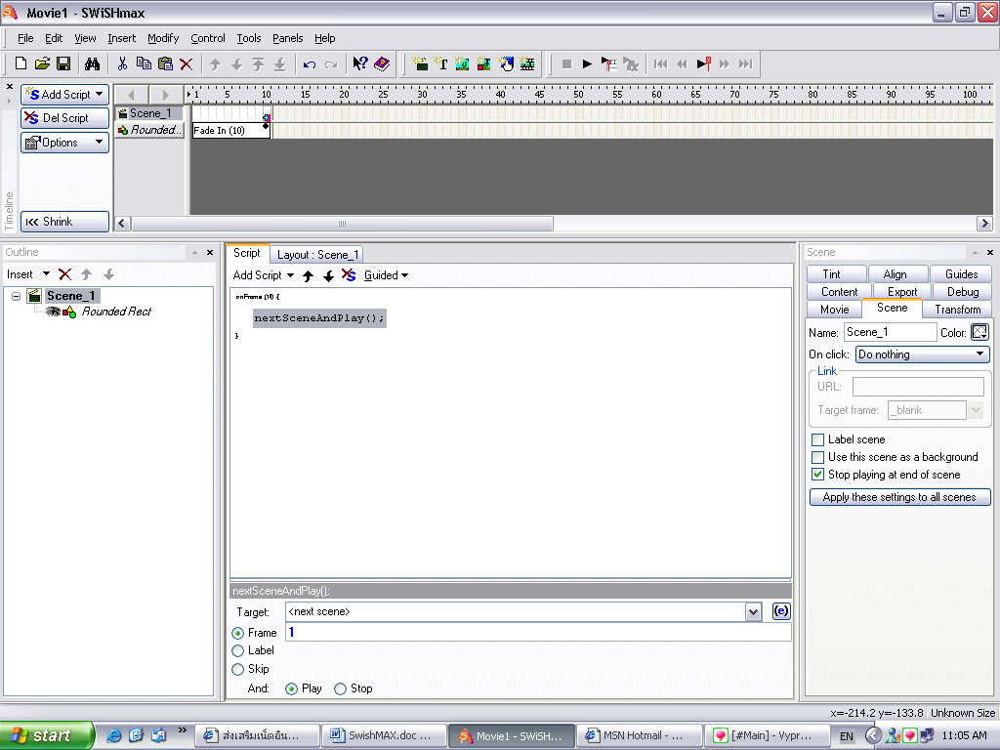 Movie1 - SWiSHmax
File Edit View Insert Modify Control Tools Panels Help
Add Script
Del Script
Options
Shrink
Timeline
1 5 10 15 20 25 30 35 40 45 50 55 60 65 70 75 80 85 90 95 100
Scene_1
Rounded...
Fade In (10)
Outline
Insert
Scene_1
Rounded Rect
Script
Layout : Scene_1
Add Script
Guided
onFrame (10) {
nextSceneAndPlay();
}
nextSceneAndPlay();
Target: <next scene>
(e)
Frame 1
Label
Skip
And: Play Stop
Scene
Tint Align Guides
Content Export Debug
Movie Scene Transform
Name: Scene_1 Color:
On click: Do nothing
Link
URL:
Target frame: _blank
Label scene
Use this scene as a background
Stop playing at end of scene
Apply these settings to all scenes
x=-214.2 y=-133.8 Unknown Size
start
ส่งเสริมเน็ตอิน...
SwishMAX.doc ...
Movie1 - SWiSH...
MSN Hotmail - ...
[#Main] - Vypr...
EN
11:05 AM